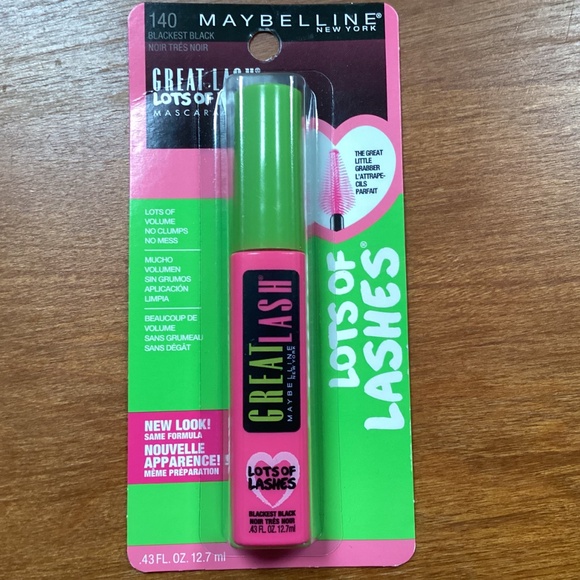 140
BLACKEST BLACK
NOIR TRÈS NOIR
MAYBELLINE®
NEW YORK
GREAT LASH®
LOTS OF
MASCARA
THE GREAT
LITTLE
GRABBER
L'ATTRAPE-
CILS
PARFAIT
LOTS OF
VOLUME
NO CLUMPS
NO MESS
MUCHO
VOLUMEN
SIN GRUMOS
APLICACIÓN
LIMPIA
BEAUCOUP DE
VOLUME
SANS GRUMEAU
SANS DÉGÂT
LOTS OF
LASHES®
GREAT LASH®
MAYBELLINE
NEW YORK
NEW LOOK!
SAME FORMULA
NOUVELLE
APPARENCE!
MÊME PRÉPARATION
LOTS OF
LASHES
BLACKEST BLACK
NOIR TRÈS NOIR
.43 FL. OZ. 12.7ml
.43 FL. OZ. 12.7 ml